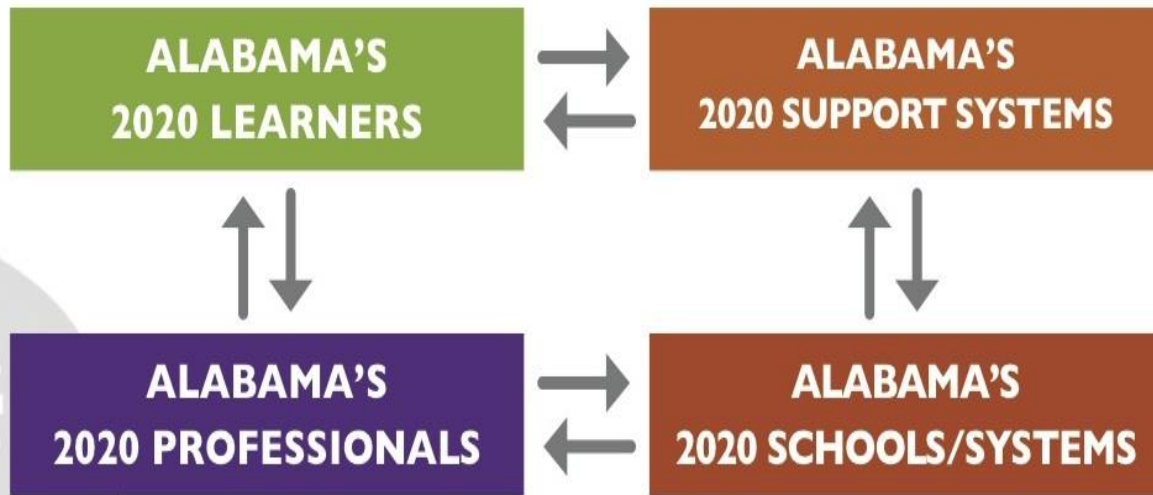 ALABAMA'S
2020 LEARNERS
ALABAMA'S
2020 SUPPORT SYSTEMS
ALABAMA'S
2020 PROFESSIONALS
ALABAMA'S
2020 SCHOOLS/SYSTEMS